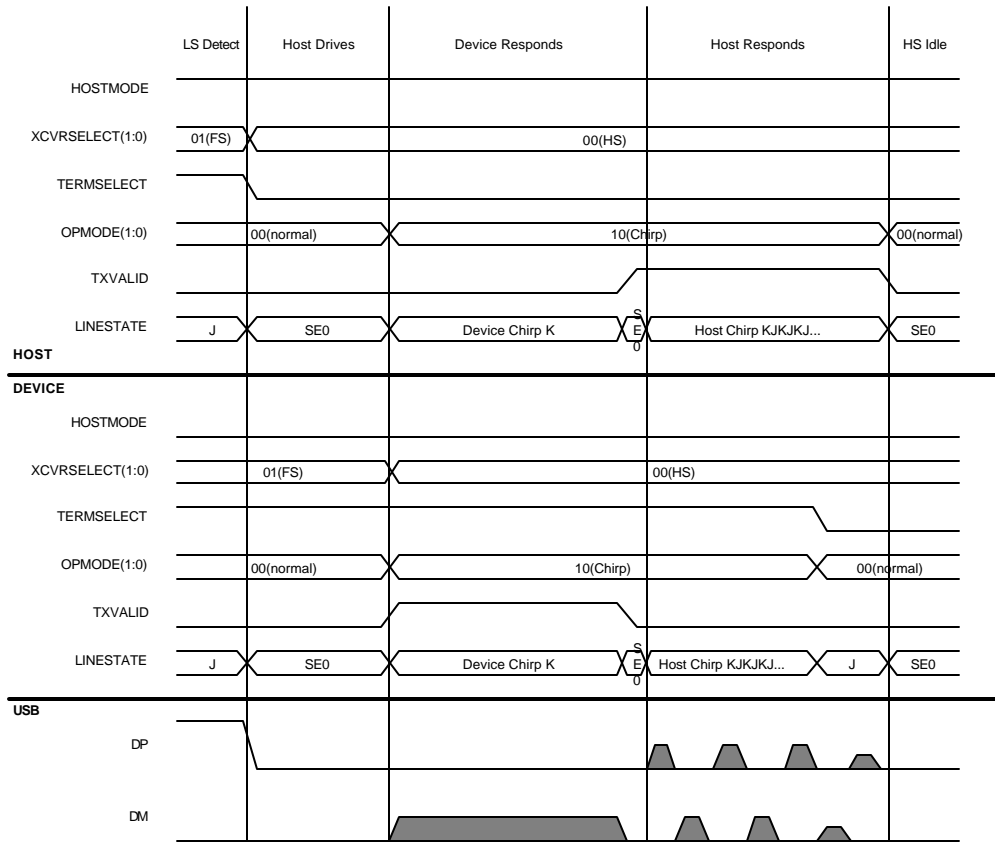 LS Detect Host Drives Device Responds Host Responds HS Idle
HOSTMODE
XCVRSELECT(1:0) 01(FS) 00(HS)
TERMSELECT
OPMODE(1:0) 00(normal) 10(Chirp) 00(normal)
TXVALID
LINESTATE J SE0 Device Chirp K SE0 Host Chirp KJKJKJ... SE0
HOST
DEVICE
HOSTMODE
XCVRSELECT(1:0) 01(FS) 00(HS)
TERMSELECT
OPMODE(1:0) 00(normal) 10(Chirp) 00(normal)
TXVALID
LINESTATE J SE0 Device Chirp K SE0 Host Chirp KJKJKJ... J SE0
USB
DP
DM